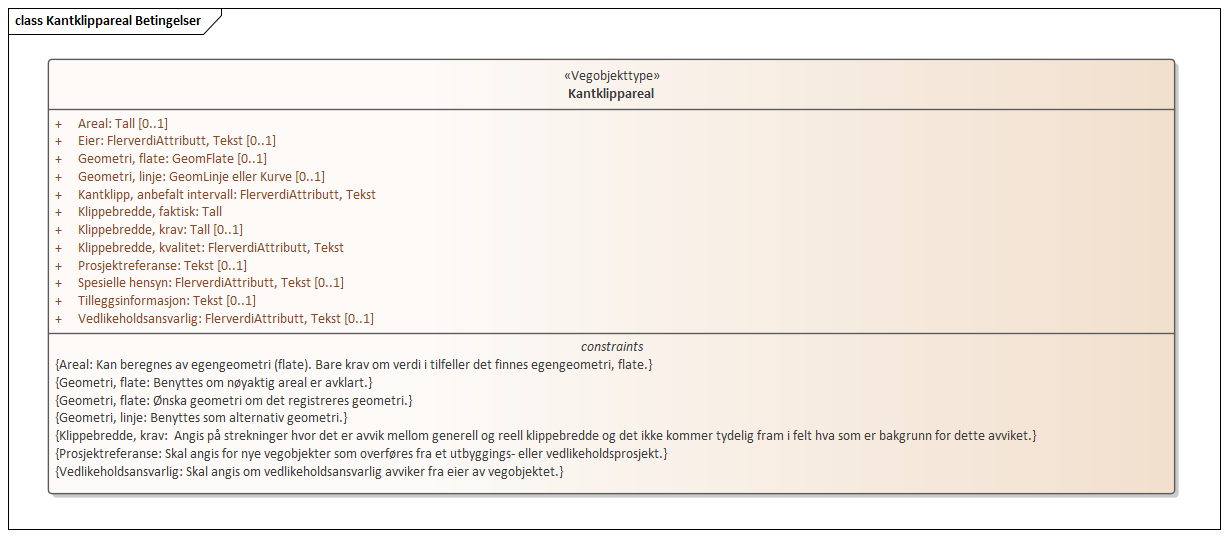 class Kantklippareal Betingelser
«Vegobjekttype»
Kantklippareal
+ Areal: Tall [0..1]
+ Eier: FlerverdiAttributt, Tekst [0..1]
+ Geometri, flate: GeomFlate [0..1]
+ Geometri, linje: GeomLinje eller Kurve [0..1]
+ Kantklipp, anbefalt intervall: FlerverdiAttributt, Tekst
+ Klippebredde, faktisk: Tall
+ Klippebredde, krav: Tall [0..1]
+ Klippebredde, kvalitet: FlerverdiAttributt, Tekst
+ Prosjektreferanse: Tekst [0..1]
+ Spesielle hensyn: FlerverdiAttributt, Tekst [0..1]
+ Tilleggsinformasjon: Tekst [0..1]
+ Vedlikeholdsansvarlig: FlerverdiAttributt, Tekst [0..1]
constraints
{Areal: Kan beregnes av egengeometri (flate). Bare krav om verdi i tilfeller det finnes egengeometri, flate.}
{Geometri, flate: Benyttes om nøyaktig areal er avklart.}
{Geometri, flate: Ønska geometri om det registreres geometri.}
{Geometri, linje: Benyttes som alternativ geometri.}
{Klippebredde, krav:  Angis på strekninger hvor det er avvik mellom generell og reell klippebredde og det ikke kommer tydelig fram i felt hva som er bakgrunn for dette avviket.}
{Prosjektreferanse: Skal angis for nye vegobjekter som overføres fra et utbyggings- eller vedlikeholdsprosjekt.}
{Vedlikeholdsansvarlig: Skal angis om vedlikeholdsansvarlig avviker fra eier av vegobjektet.}